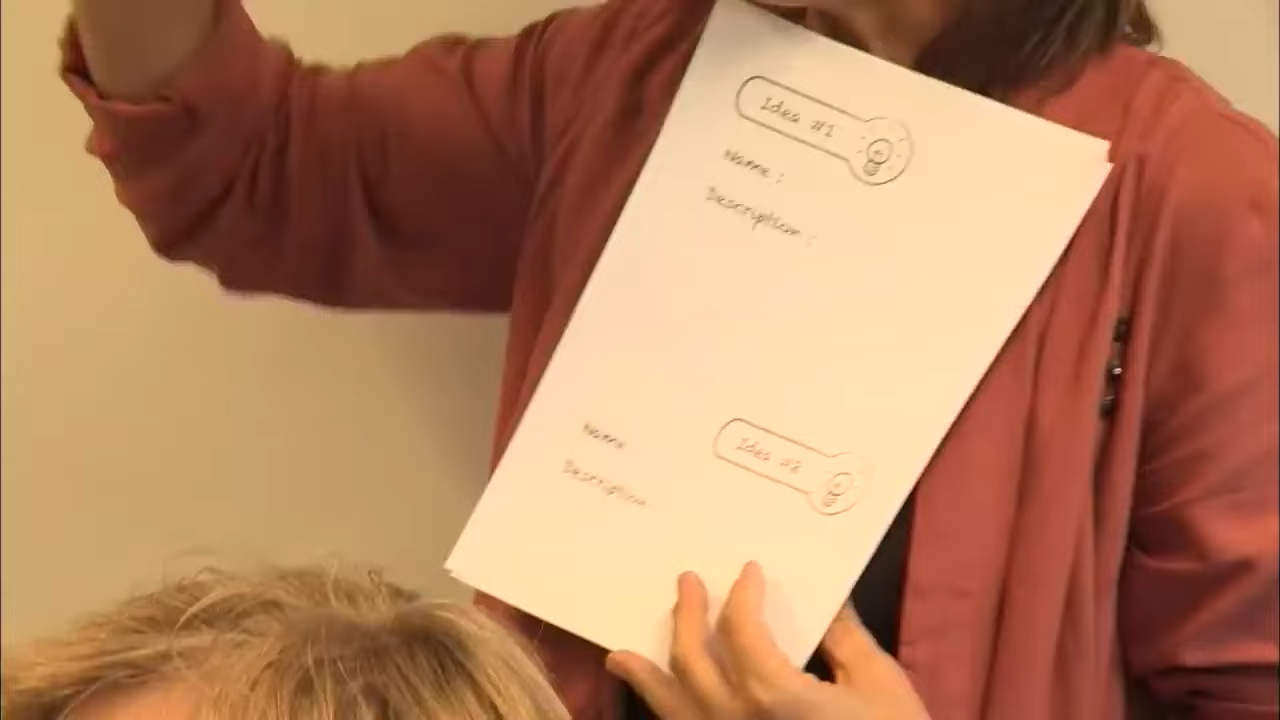 Idea #1
Name :
Description :
Idea #2
Name
Description